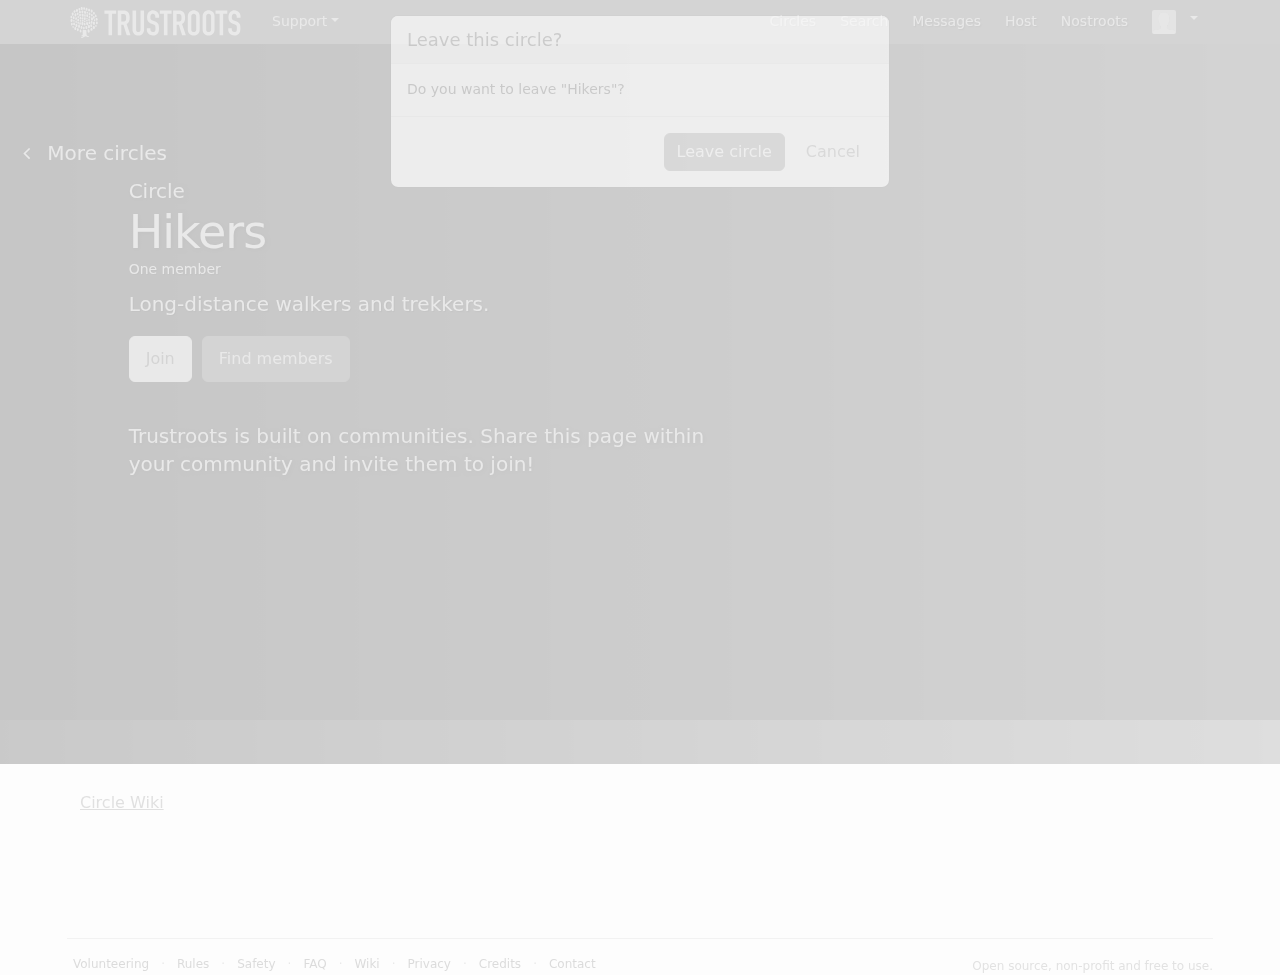 TRUSTROOTS Support Circles Search Messages Host Nostroots
Leave this circle?
Do you want to leave "Hikers"?
Leave circle Cancel
More circles
Circle
Hikers
One member
Long-distance walkers and trekkers.
Join Find members
Trustroots is built on communities. Share this page within
your community and invite them to join!
Circle Wiki
Volunteering · Rules · Safety · FAQ · Wiki · Privacy · Credits · Contact
Open source, non-profit and free to use.